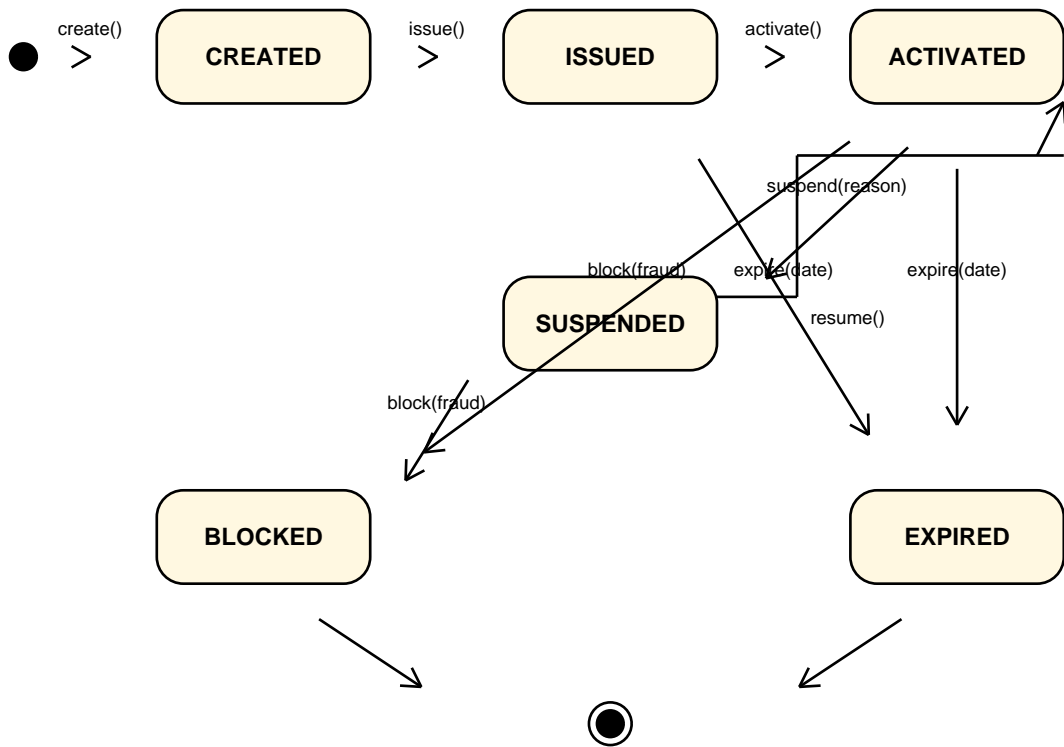 create()
issue()
activate()
CREATED
ISSUED
ACTIVATED
suspend(reason)
block(fraud)
expire(date)
expire(date)
SUSPENDED
resume()
block(fraud)
BLOCKED
EXPIRED